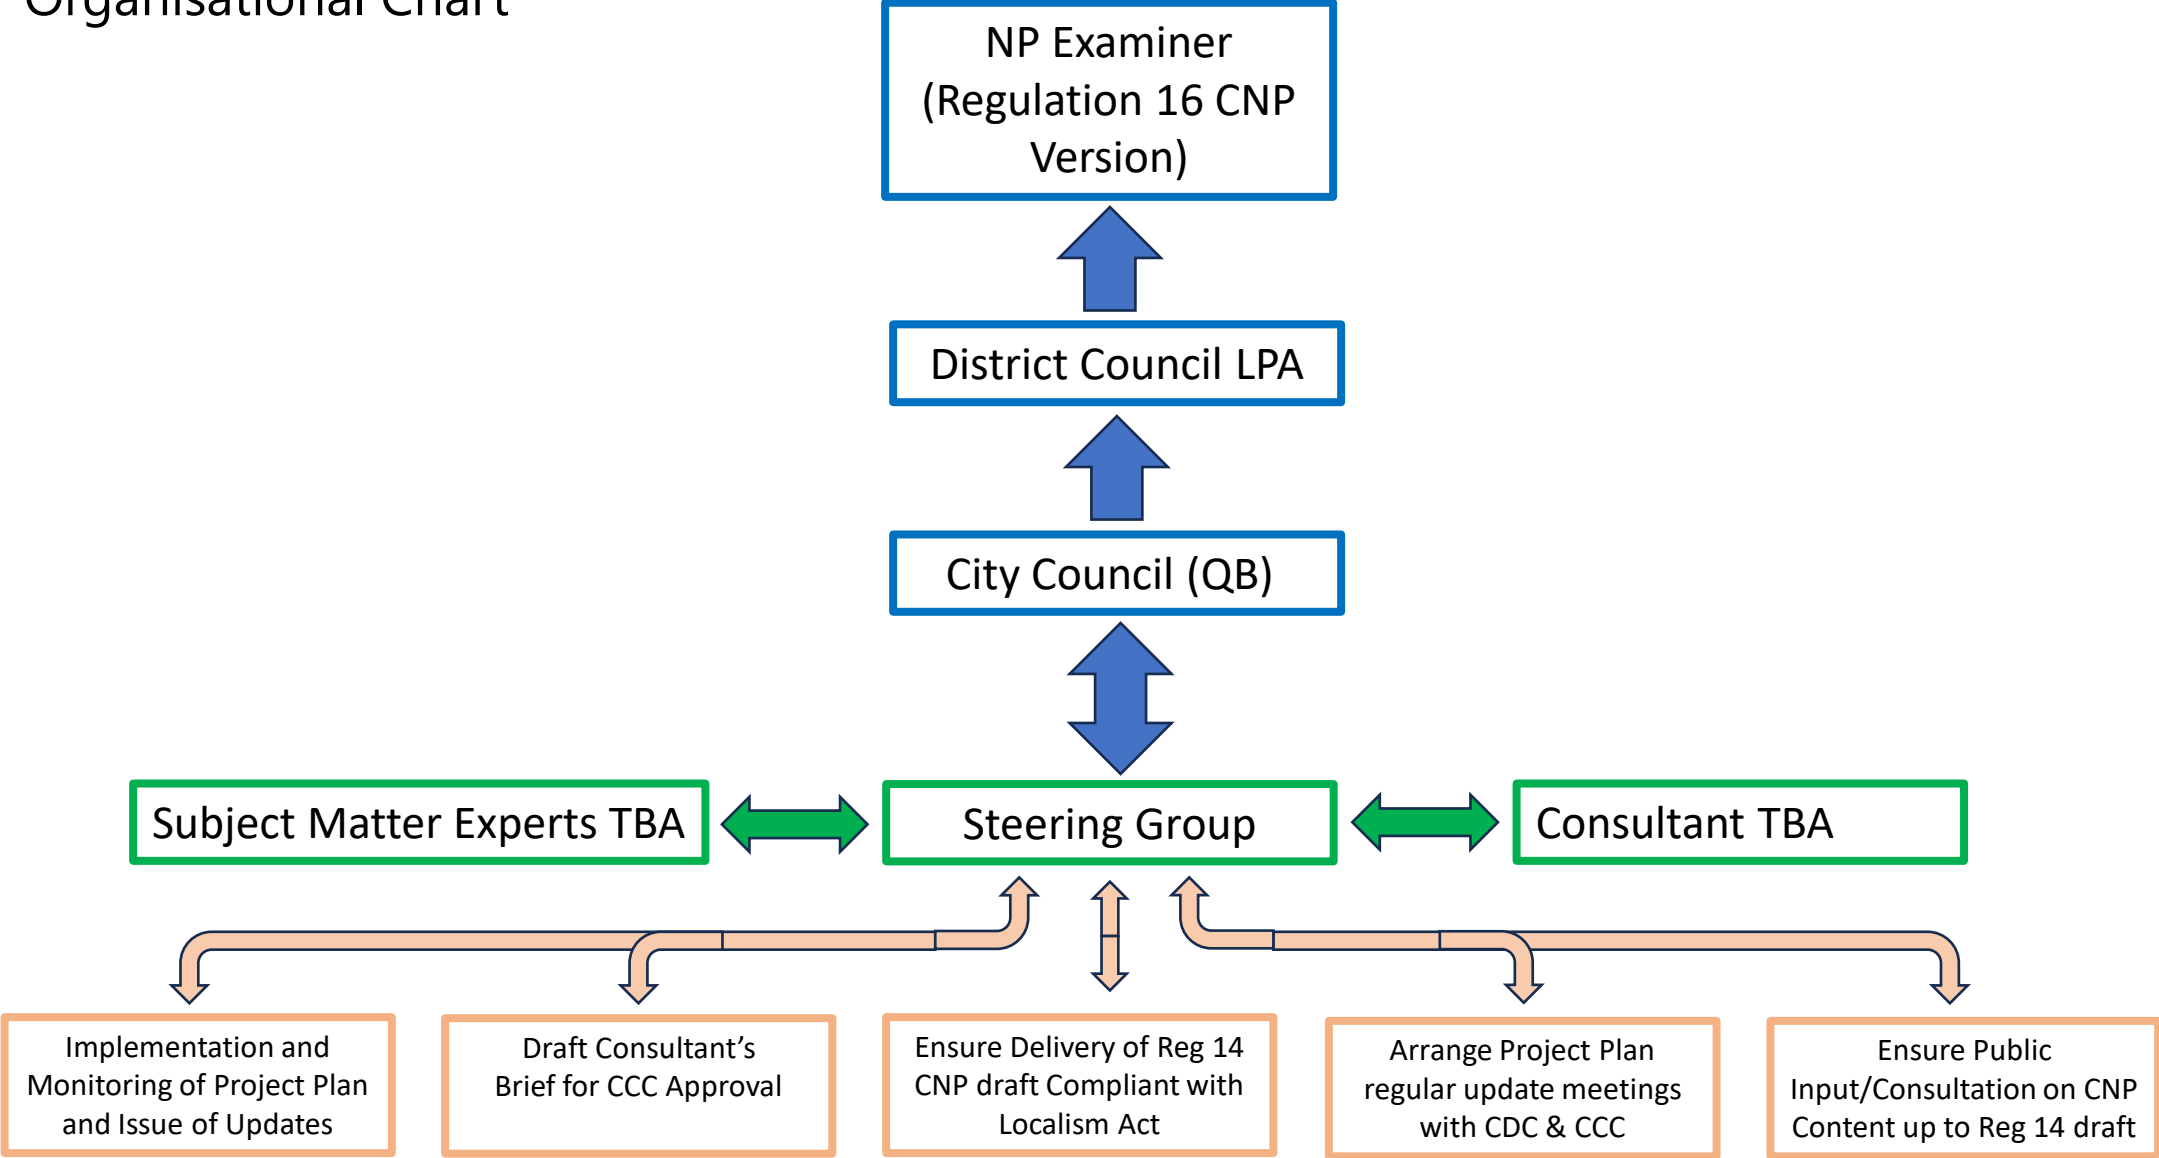 Organisational Chart
NP Examiner
(Regulation 16 CNP
Version)
District Council LPA
City Council (QB)
Subject Matter Experts TBA
Steering Group
Consultant TBA
Implementation and
Monitoring of Project Plan
and Issue of Updates
Draft Consultant’s
Brief for CCC Approval
Ensure Delivery of Reg 14
CNP draft Compliant with
Localism Act
Arrange Project Plan
regular update meetings
with CDC & CCC
Ensure Public
Input/Consultation on CNP
Content up to Reg 14 draft